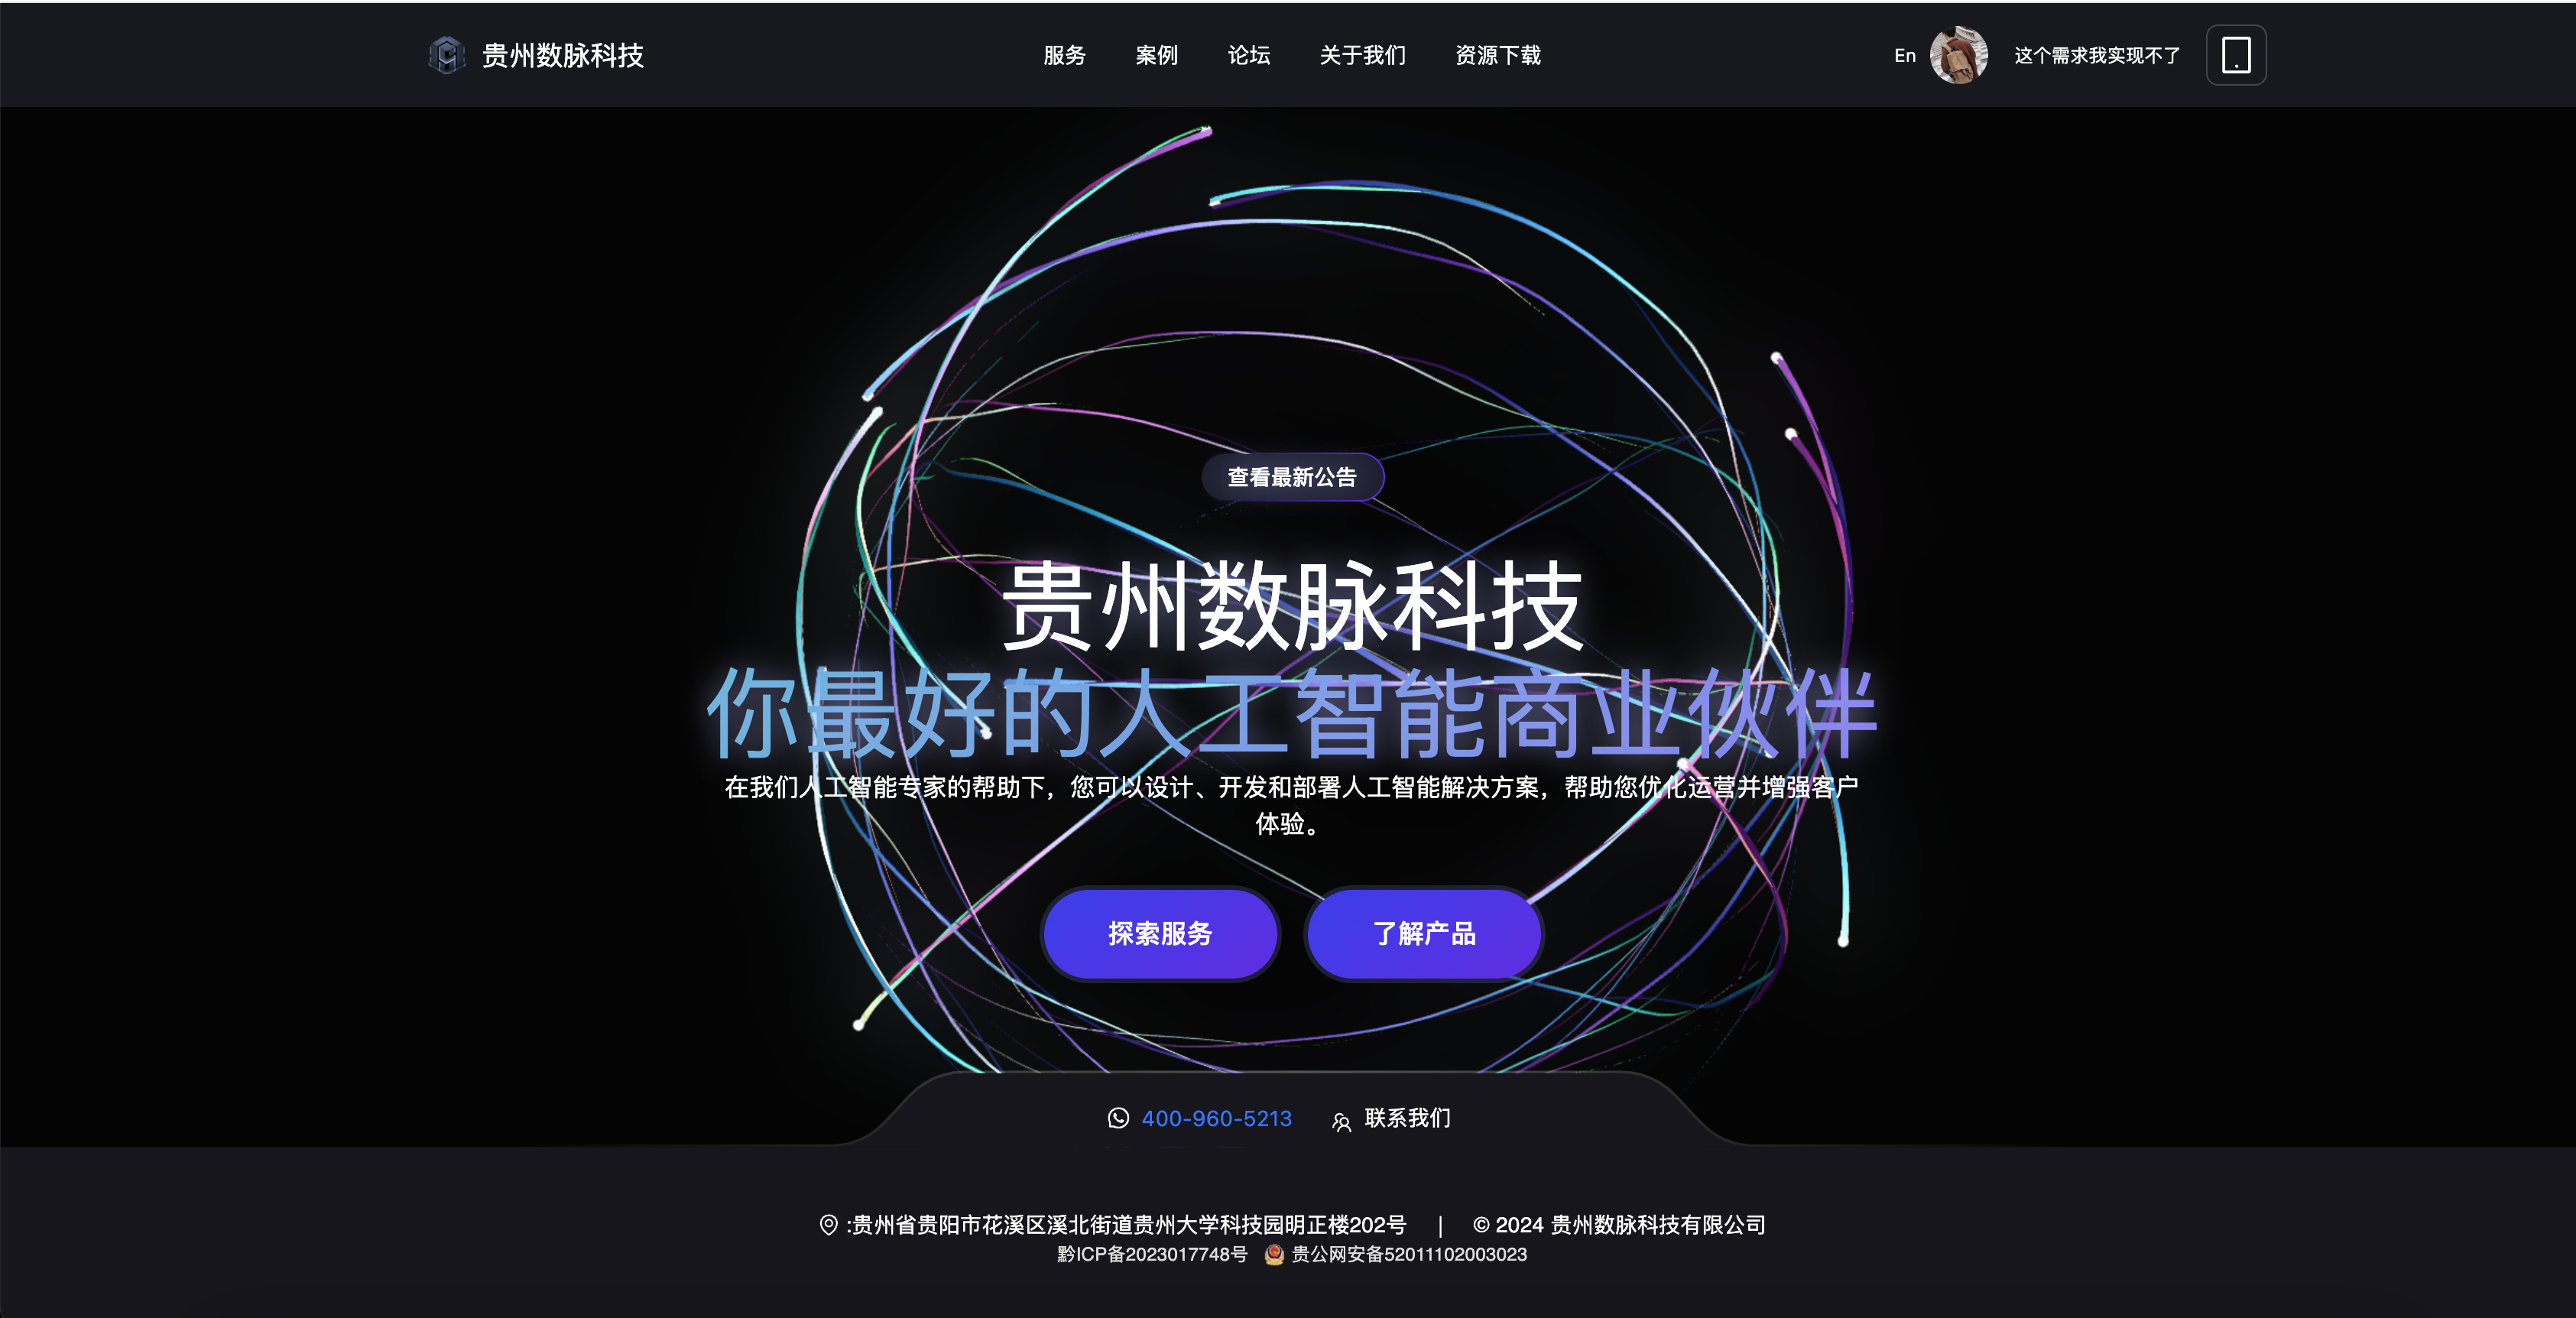 贵州数脉科技
服务 案例 论坛 关于我们 资源下载
En 这个需求我实现不了
查看最新公告
贵州数脉科技
你最好的人工智能商业伙伴
在我们人工智能专家的帮助下，您可以设计、开发和部署人工智能解决方案，帮助您优化运营并增强客户
体验。
探索服务 了解产品
400-960-5213 联系我们
:贵州省贵阳市花溪区溪北街道贵州大学科技园明正楼202号 | © 2024 贵州数脉科技有限公司
黔ICP备2023017748号 贵公网安备52011102003023